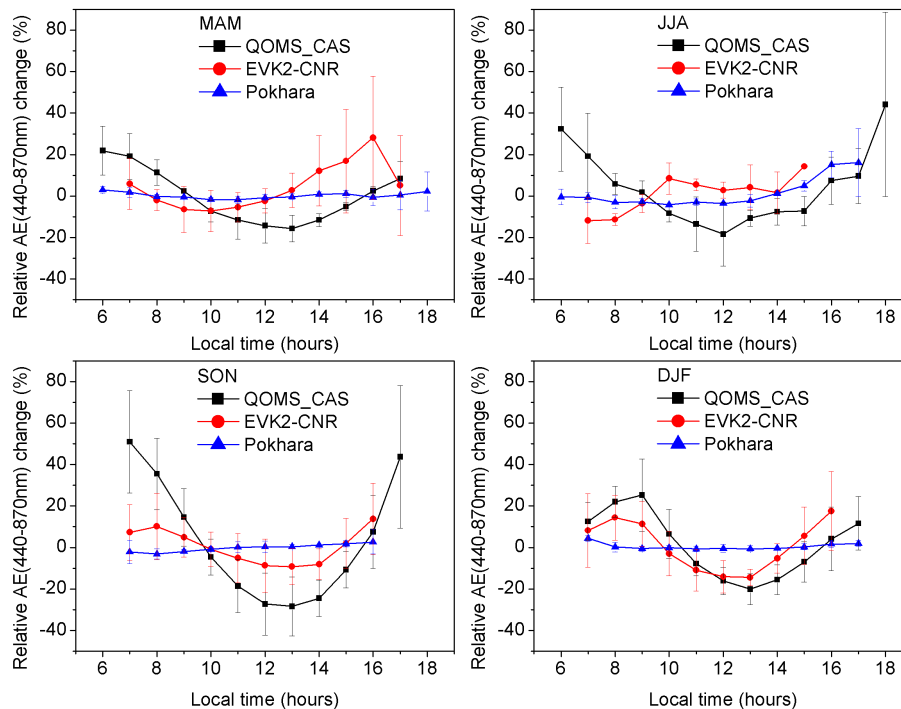 MAM
QOMS_CAS
EVK2-CNR
Pokhara
Relative AE(440-870nm) change (%)
80
60
40
20
0
-20
-40
6 8 10 12 14 16 18
Local time (hours)
JJA
QOMS_CAS
EVK2-CNR
Pokhara
Relative AE(440-870nm) change (%)
80
60
40
20
0
-20
-40
6 8 10 12 14 16 18
Local time (hours)
SON
QOMS_CAS
EVK2-CNR
Pokhara
Relative AE(440-870nm) change (%)
80
60
40
20
0
-20
-40
6 8 10 12 14 16 18
Local time (hours)
DJF
QOMS_CAS
EVK2-CNR
Pokhara
Relative AE(440-870nm) change (%)
80
60
40
20
0
-20
-40
6 8 10 12 14 16 18
Local time (hours)